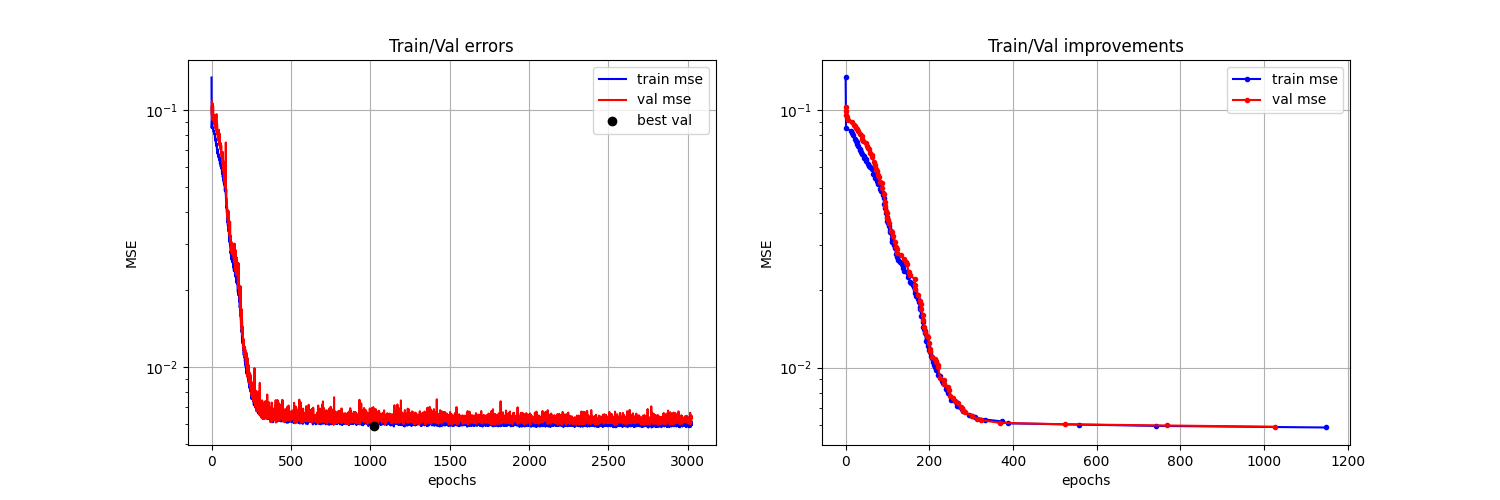 Train/Val errors
train mse
val mse
best val
10⁻¹
10⁻²
MSE
0 500 1000 1500 2000 2500 3000
epochs
Train/Val improvements
train mse
val mse
10⁻¹
10⁻²
MSE
0 200 400 600 800 1000 1200
epochs